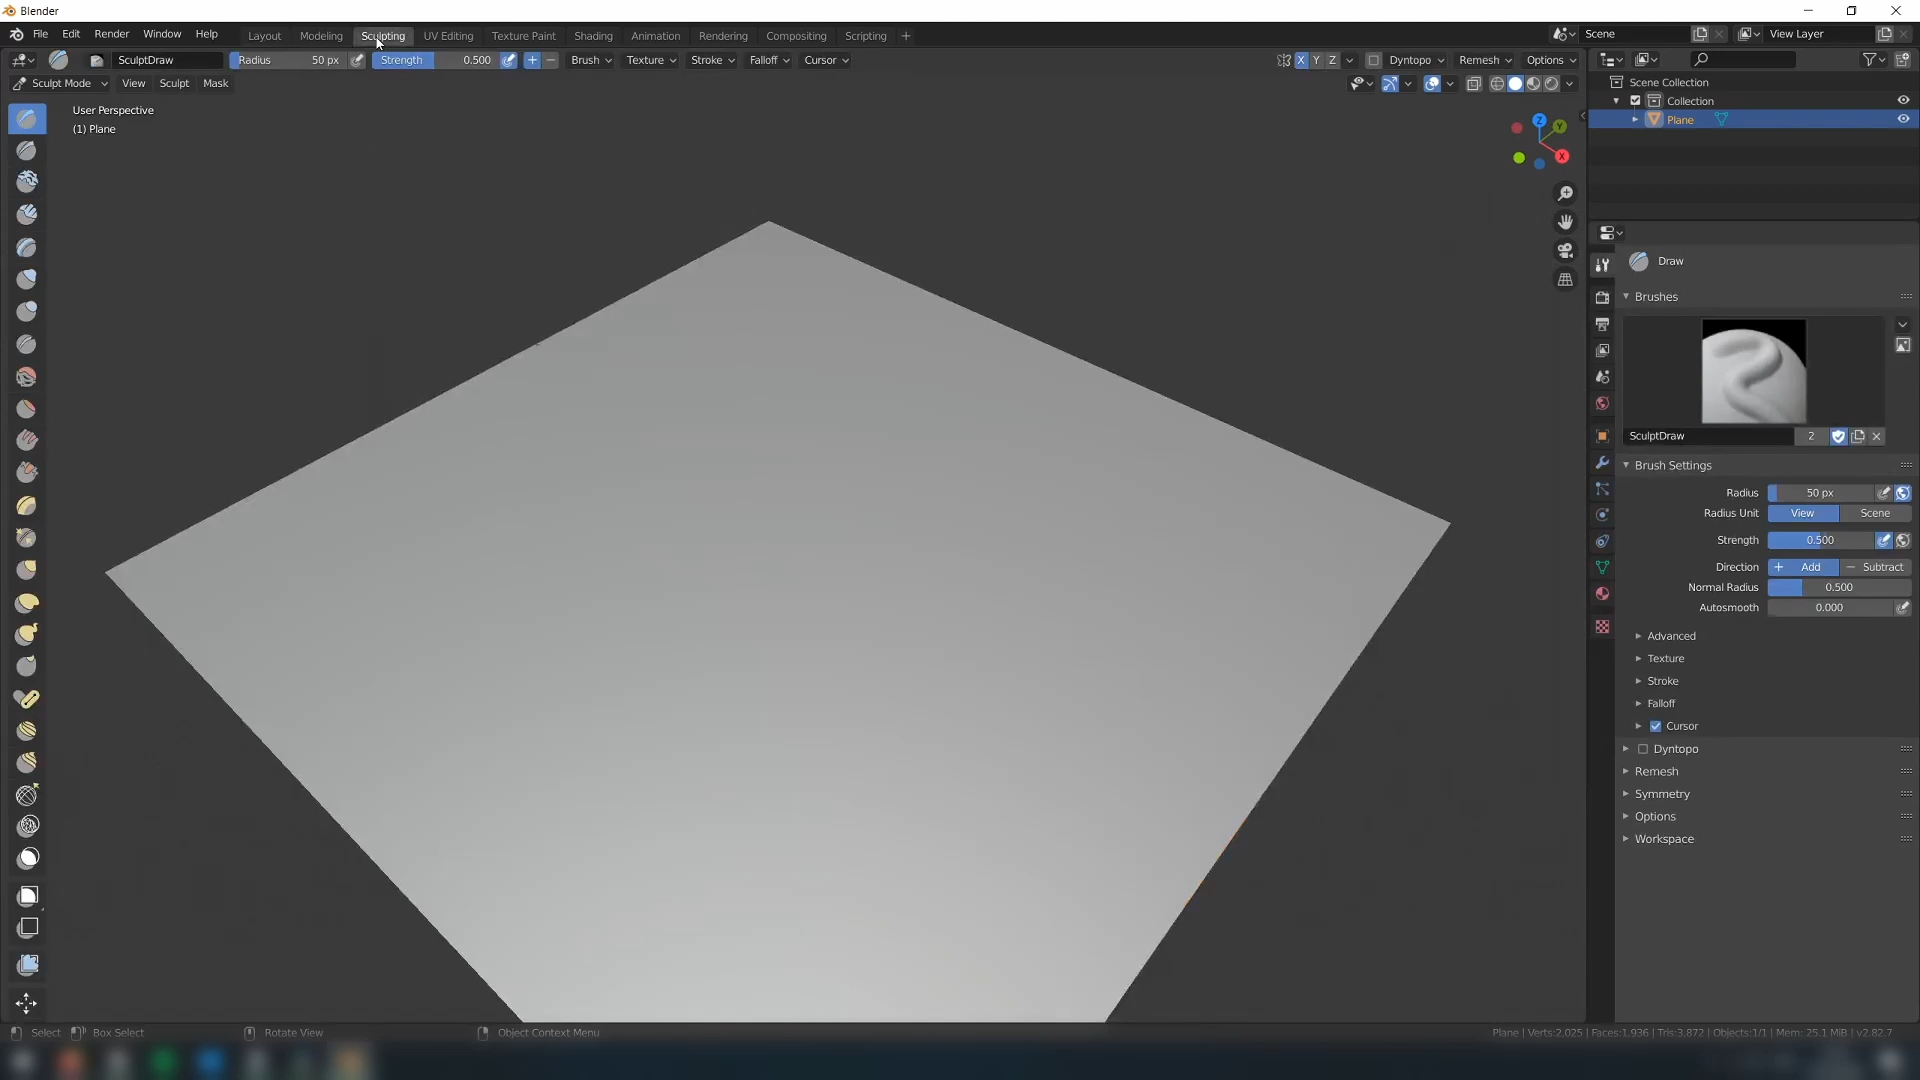 Blender
File Edit Render Window Help Layout Modeling Sculpting UV Editing Texture Paint Shading Animation Rendering Compositing Scripting + Scene View Layer
SculptDraw Radius 50 px Strength 0.500 + − Brush Texture Stroke Falloff Cursor X Y Z Dyntopo Remesh Options
Sculpt Mode View Sculpt Mask
User Perspective
(1) Plane
Z Y X
Scene Collection
Collection
Plane
Draw
Brushes
SculptDraw 2
Brush Settings
Radius 50 px
Radius Unit View Scene
Strength 0.500
Direction + Add − Subtract
Normal Radius 0.500
Autosmooth 0.000
Advanced
Texture
Stroke
Falloff
Cursor
Dyntopo
Remesh
Symmetry
Options
Workspace
Select Box Select Rotate View Object Context Menu Plane | Verts:2,025 | Faces:1,936 | Tris:3,872 | Objects:1/1 | Mem: 25.1 MiB | v2.82.7